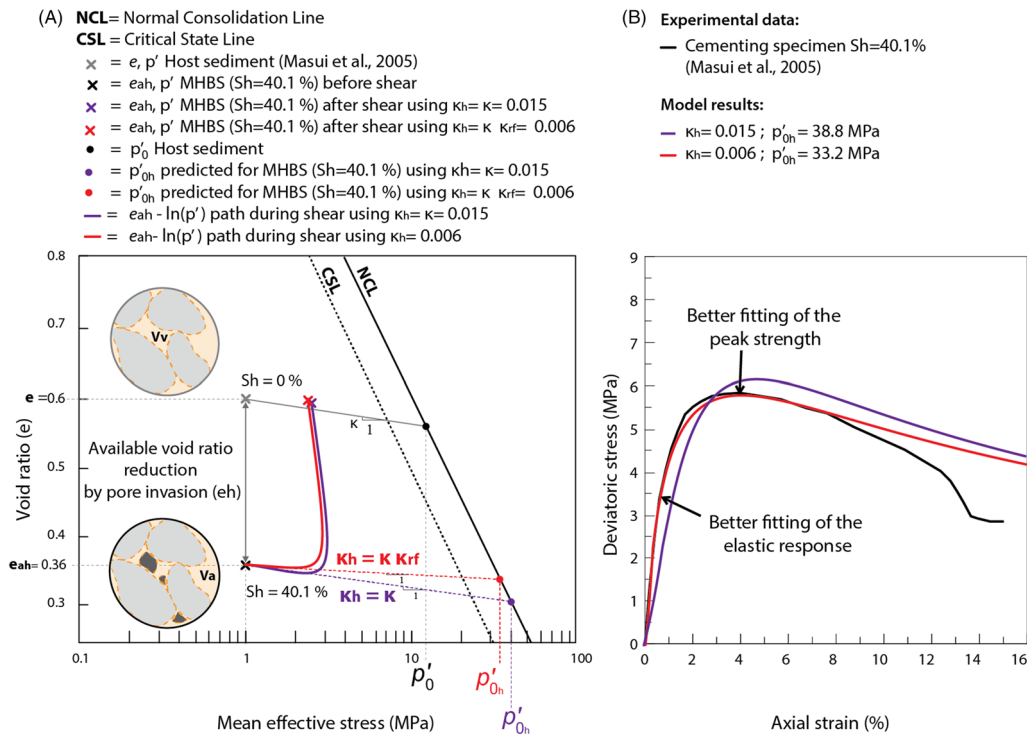 (A) NCL= Normal Consolidation Line
CSL = Critical State Line
× = e, p′ Host sediment (Masui et al., 2005)
× = eah, p′ MHBS (Sh=40.1 %) before shear
× = eah, p′ MHBS (Sh=40.1 %) after shear using κh= κ= 0.015
× = eah, p′ MHBS (Sh=40.1 %) after shear using κh= κ κrf= 0.006
• = p′0 Host sediment
• = p′0h predicted for MHBS (Sh=40.1 %) using κh= κ= 0.015
• = p′0h predicted for MHBS (Sh=40.1 %) using κh= κ κrf= 0.006
— = eah - ln(p′) path during shear using κh= κ= 0.015
— = eah- ln(p′) path during shear using κh= 0.006
0.8
0.7
e =0.6
0.5
0.4
eah= 0.36
0.3
Void ratio (e)
CSL
NCL
Vv
Sh = 0 %
κ
1
Available void ratio
reduction
by pore invasion (eh)
Va
Sh = 40.1 %
κh = κ κrf
1
κh = κ
1
0.1
1
10
100
p′0
p′0h
p′0h
Mean effective stress (MPa)
(B) Experimental data:
— Cementing specimen Sh=40.1%
(Masui et al., 2005)
Model results:
— κh= 0.015 ; p′0h= 38.8 MPa
— κh= 0.006 ; p′0h= 33.2 MPa
9
8
7
6
5
4
3
2
1
0
Deviatoric stress (MPa)
Better fitting of the
peak strength
Better fitting of the
elastic response
0 2 4 6 8 10 12 14 16
Axial strain (%)